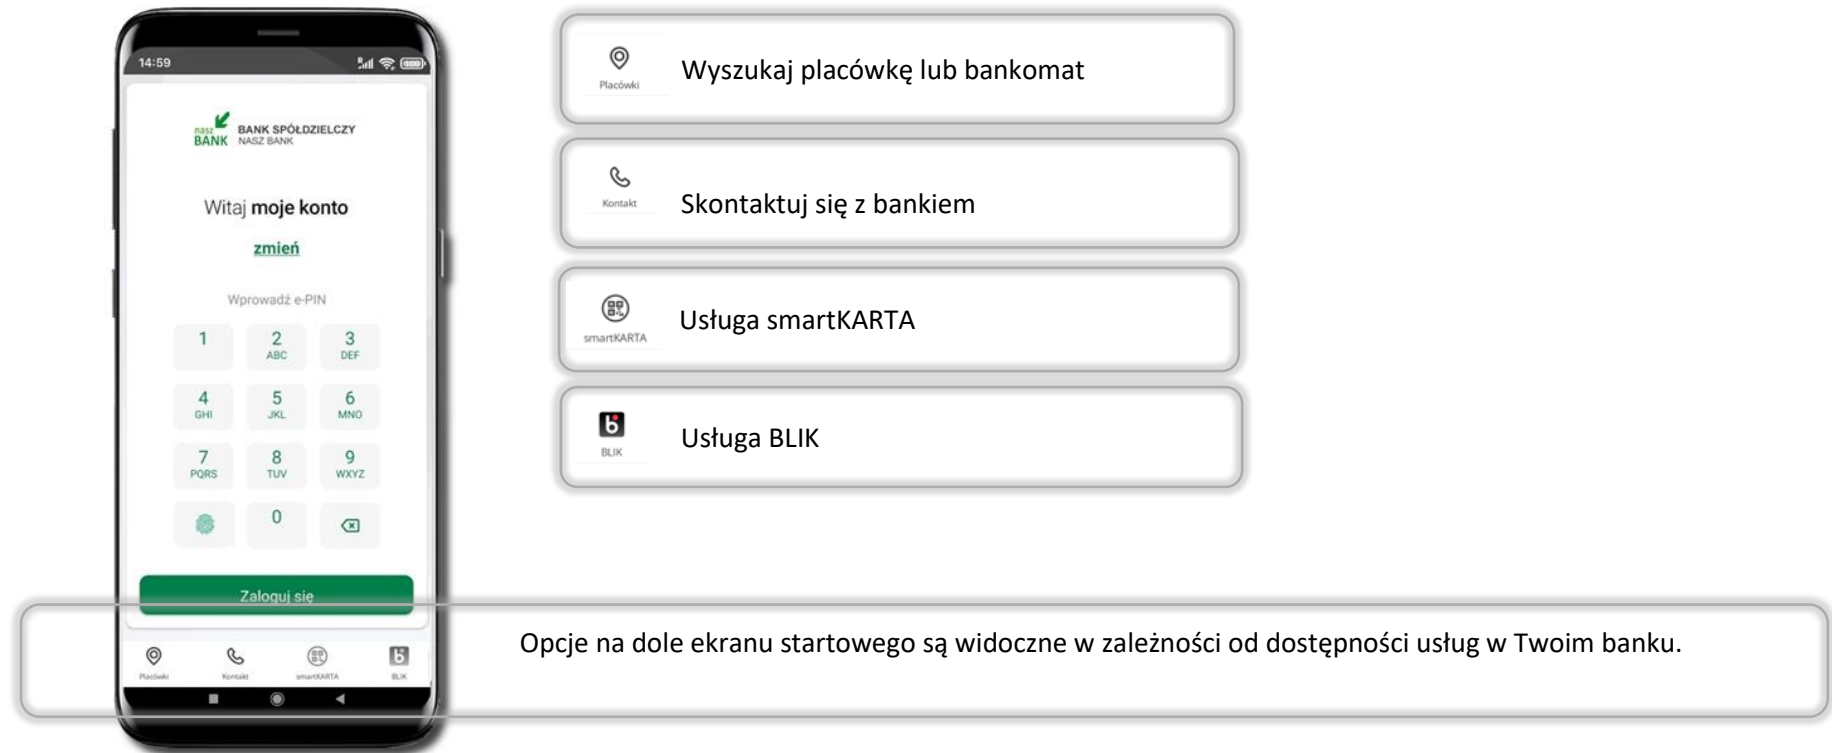 14:59
nasz
BANK
BANK SPÓŁDZIELCZY
NASZ BANK
Witaj moje konto
zmień
Wprowadź e-PIN
1
2
ABC
3
DEF
4
GHI
5
JKL
6
MNO
7
PQRS
8
TUV
9
WXYZ
0
Zaloguj się
Placówki
Kontakt
smartKARTA
BLIK
Placówki
Wyszukaj placówkę lub bankomat
Kontakt
Skontaktuj się z bankiem
smartKARTA
Usługa smartKARTA
BLIK
Usługa BLIK
Opcje na dole ekranu startowego są widoczne w zależności od dostępności usług w Twoim banku.